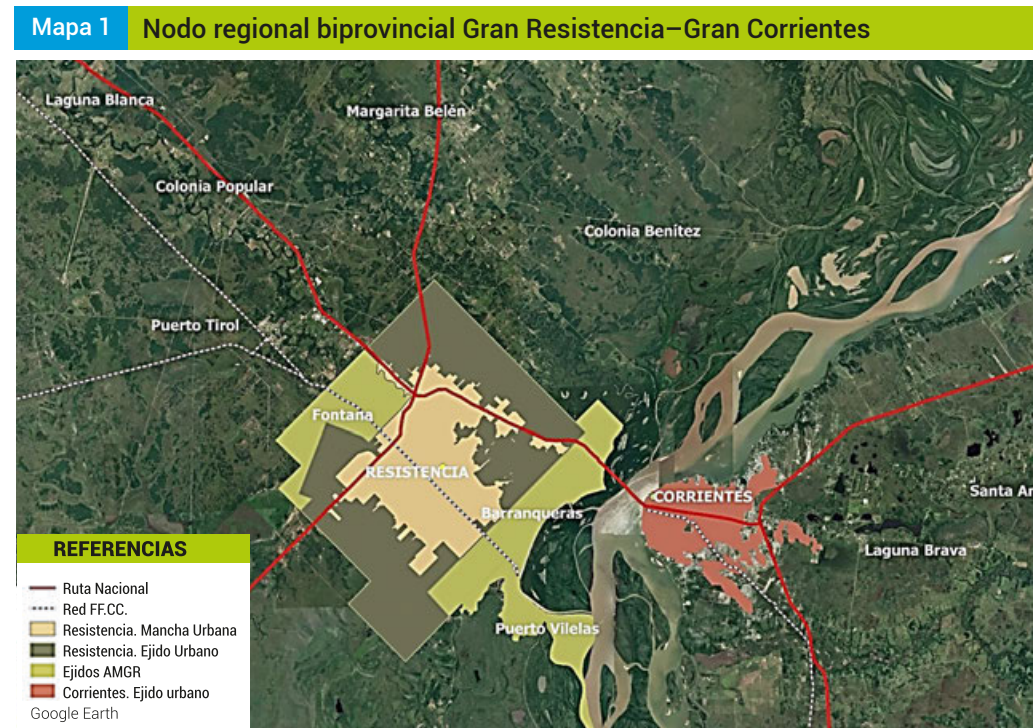 Mapa 1
Nodo regional biprovincial Gran Resistencia–Gran Corrientes
Laguna Blanca
Margarita Belén
Colonia Popular
Colonia Benitez
Puerto Tirol
Fontana
RESISTENCIA
CORRIENTES
Santa An
Barranqueras
Laguna Brava
Puerto Vilelas
REFERENCIAS
Ruta Nacional
Red FF.CC.
Resistencia. Mancha Urbana
Resistencia. Ejido Urbano
Ejidos AMGR
Corrientes. Ejido urbano
Google Earth